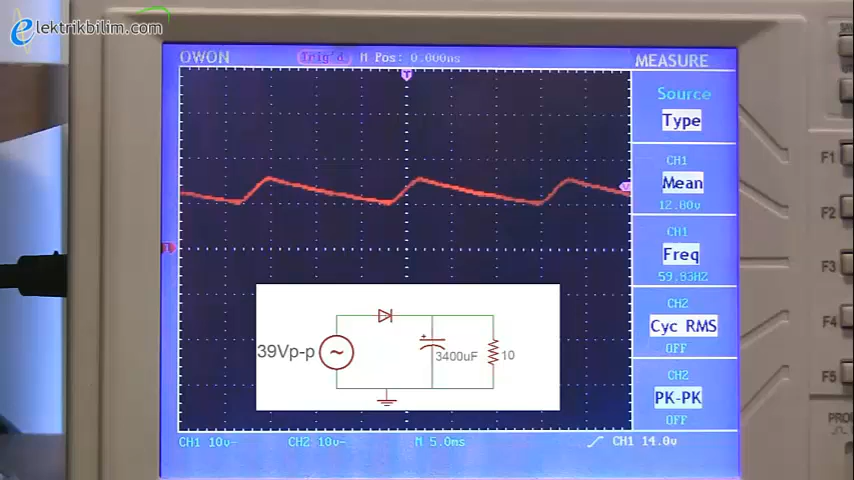 elektrikbilim.com
OWON Trig'd M Pos: 0.000ns MEASURE
T
Source
Type
CH1
Mean
12.80v
CH1
Freq
59.83HZ
CH2
Cyc RMS
OFF
CH2
PK-PK
OFF
F1
F2
F3
F4
F5
39Vp-p
~
+
3400uF
10
CH1 10v~ CH2 10v~ M 5.0ms CH1 14.0v